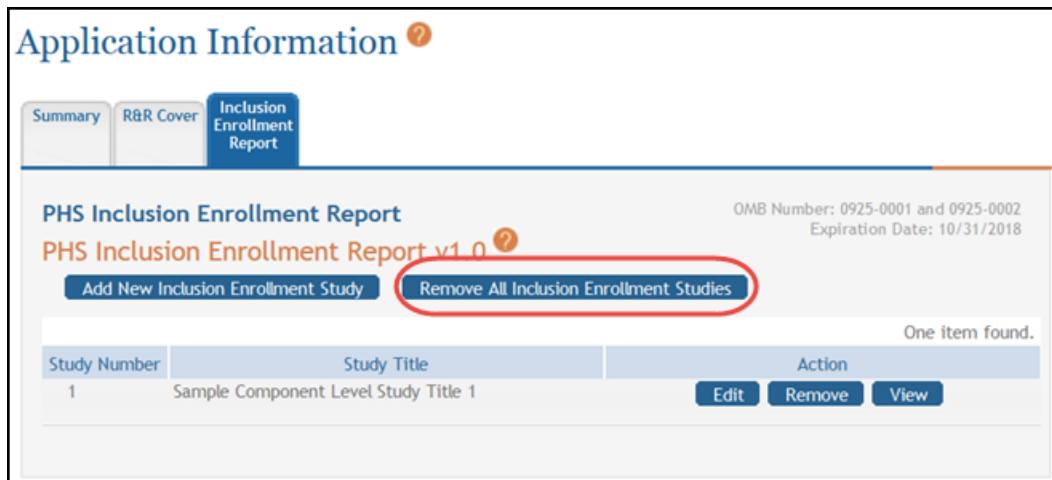 Application Information ?
Summary
R&R Cover
Inclusion
Enrollment
Report
PHS Inclusion Enrollment Report
OMB Number: 0925-0001 and 0925-0002
Expiration Date: 10/31/2018
PHS Inclusion Enrollment Report v1.0 ?
Add New Inclusion Enrollment Study Remove All Inclusion Enrollment Studies
One item found.
Study Number Study Title Action
1 Sample Component Level Study Title 1 Edit Remove View